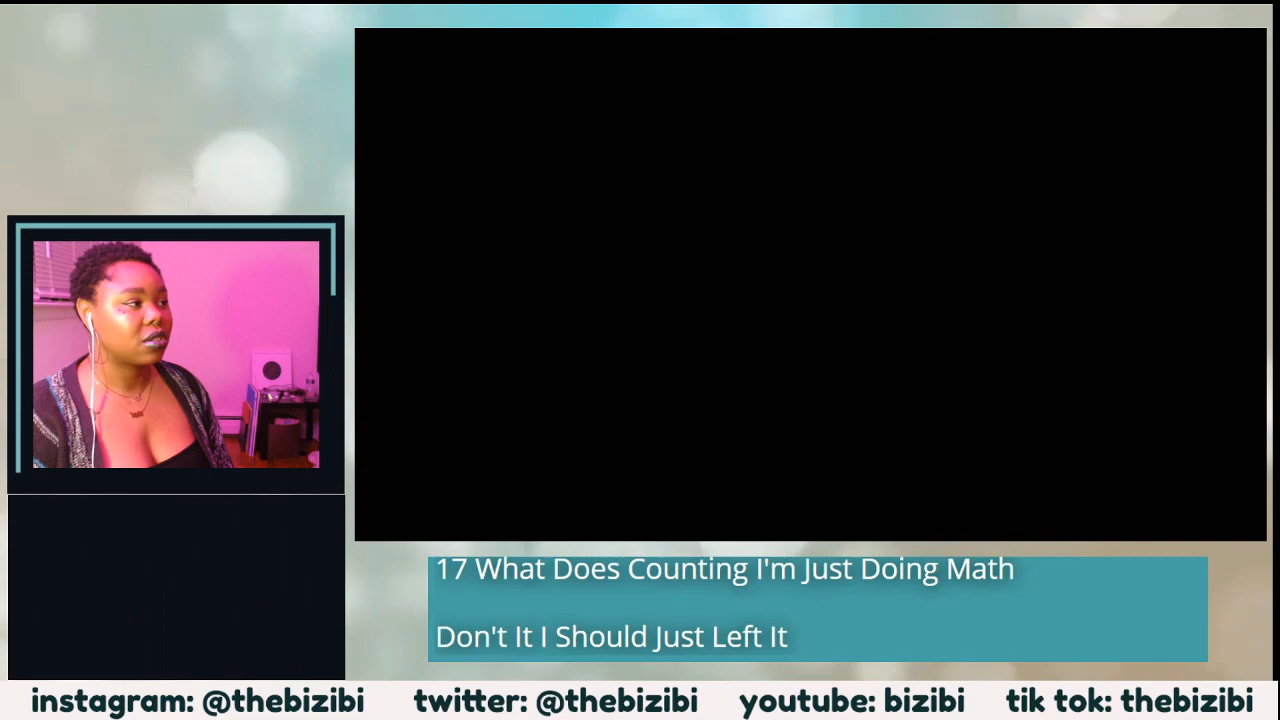 17 What Does Counting I'm Just Doing Math
Don't It I Should Just Left It
instagram: @thebizibi twitter: @thebizibi youtube: bizibi tik tok: thebizibi